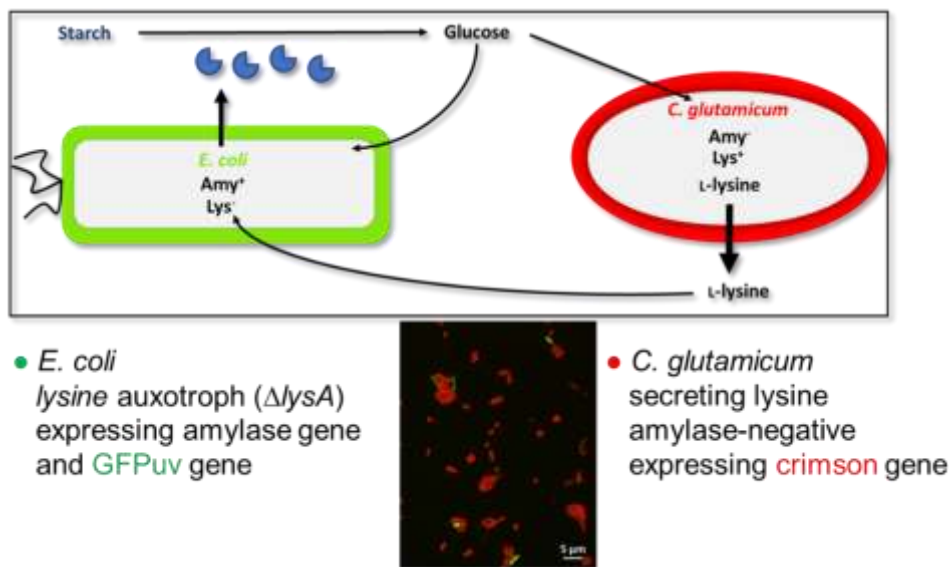 Starch
Glucose
E. coli
Amy⁺
Lys⁻
C. glutamicum
Amy⁻
Lys⁺
L-lysine
L-lysine
• E. coli
lysine auxotroph (ΔlysA)
expressing amylase gene
and GFPuv gene
5 µm
• C. glutamicum
secreting lysine
amylase-negative
expressing crimson gene